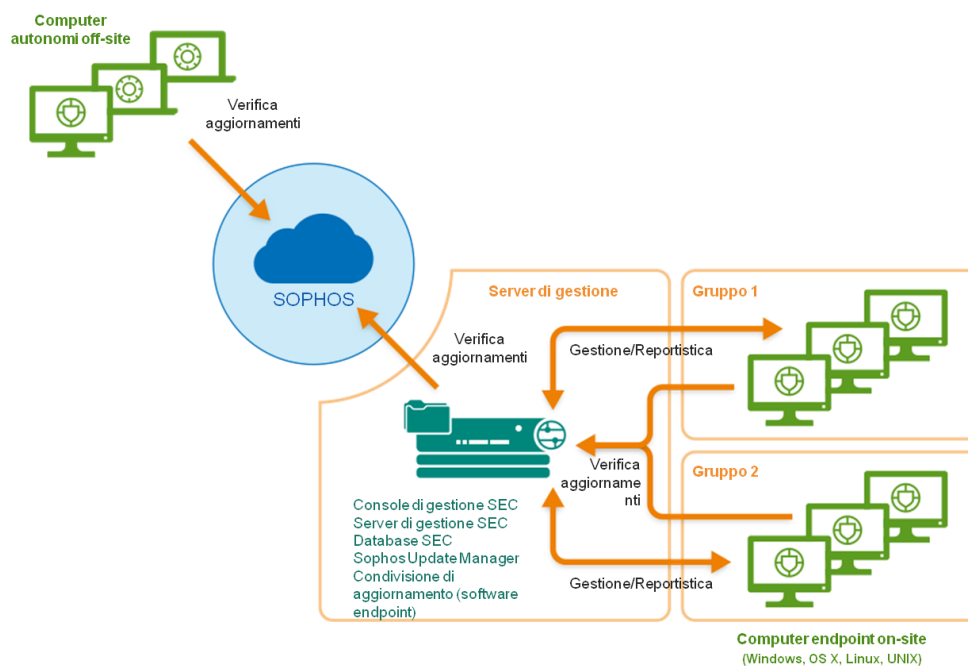 Computer
autonomi off-site
Verifica
aggiornamenti
SOPHOS
Server di gestione
Gruppo 1
Verifica
aggiornamenti
Gestione/Reportistica
Verifica
aggiorname
nti
Gruppo 2
Console di gestione SEC
Server di gestione SEC
Database SEC
Sophos Update Manager
Condivisione di
aggiornamento (software
endpoint)
Gestione/Reportistica
Computer endpoint on-site
(Windows, OS X, Linux, UNIX)